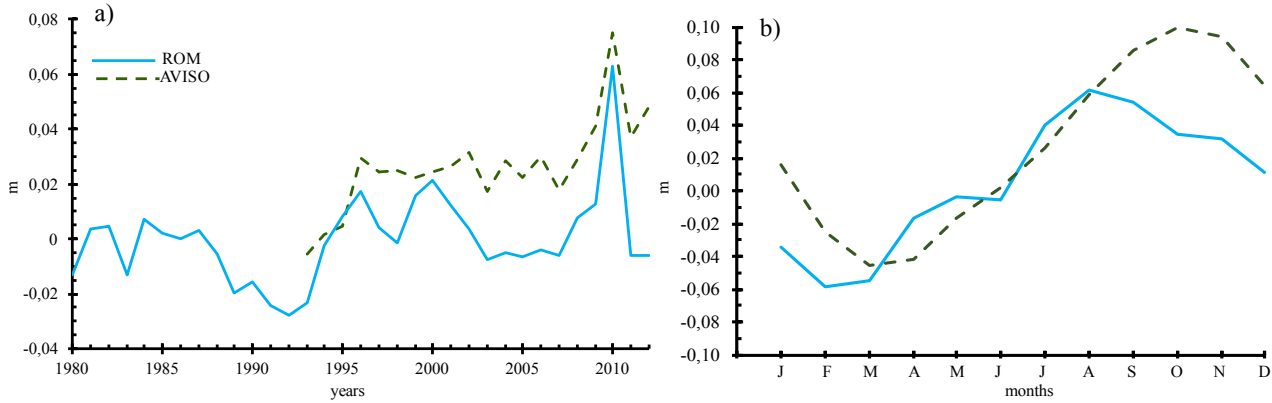 a)
0,08
0,06
0,04
0,02
0
-0,02
-0,04
m
ROM
AVISO
1980 1985 1990 1995 2000 2005 2010
years
b)
0,10
0,08
0,06
0,04
0,02
0,00
-0,02
-0,04
-0,06
-0,08
-0,10
m
J F M A M J J A S O N D
months